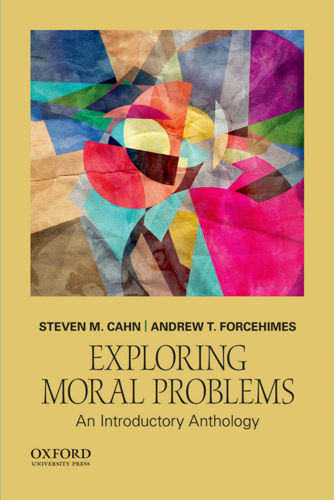 STEVEN M. CAHN | ANDREW T. FORCEHIMES
EXPLORING
MORAL PROBLEMS
An Introductory Anthology
OXFORD
UNIVERSITY PRESS